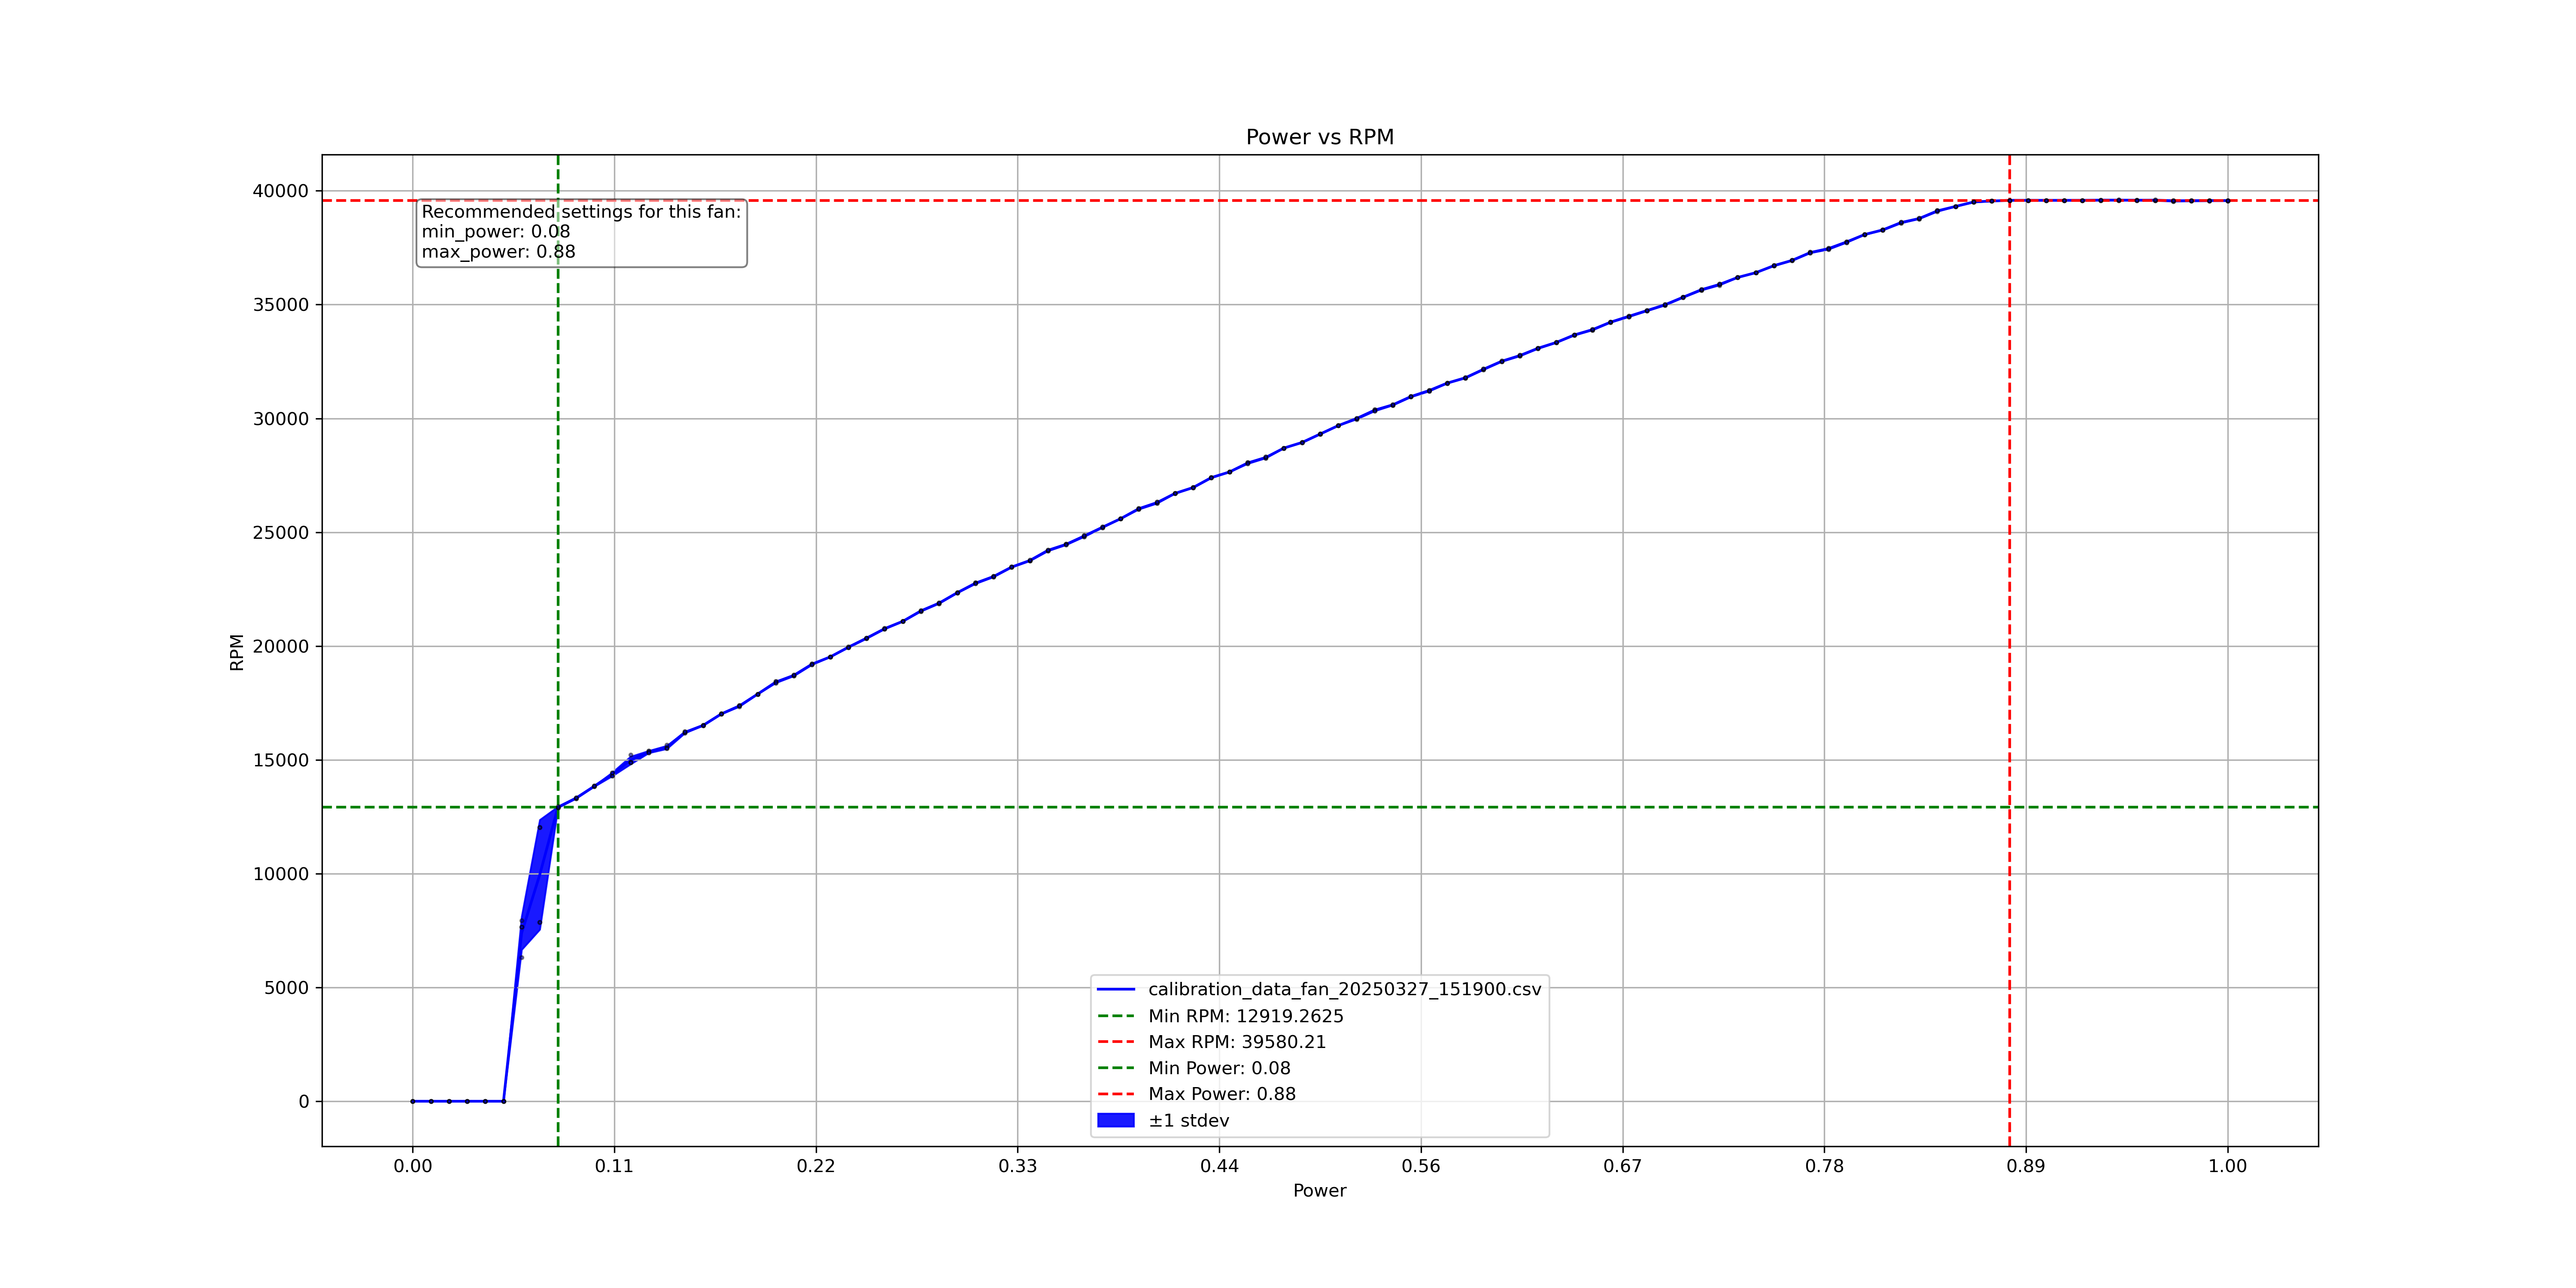 Power vs RPM
40000
35000
30000
25000
20000
15000
10000
5000
0
RPM
Recommended settings for this fan:
min_power: 0.08
max_power: 0.88
calibration_data_fan_20250327_151900.csv
Min RPM: 12919.2625
Max RPM: 39580.21
Min Power: 0.08
Max Power: 0.88
±1 stdev
0.00 0.11 0.22 0.33 0.44 0.56 0.67 0.78 0.89 1.00
Power